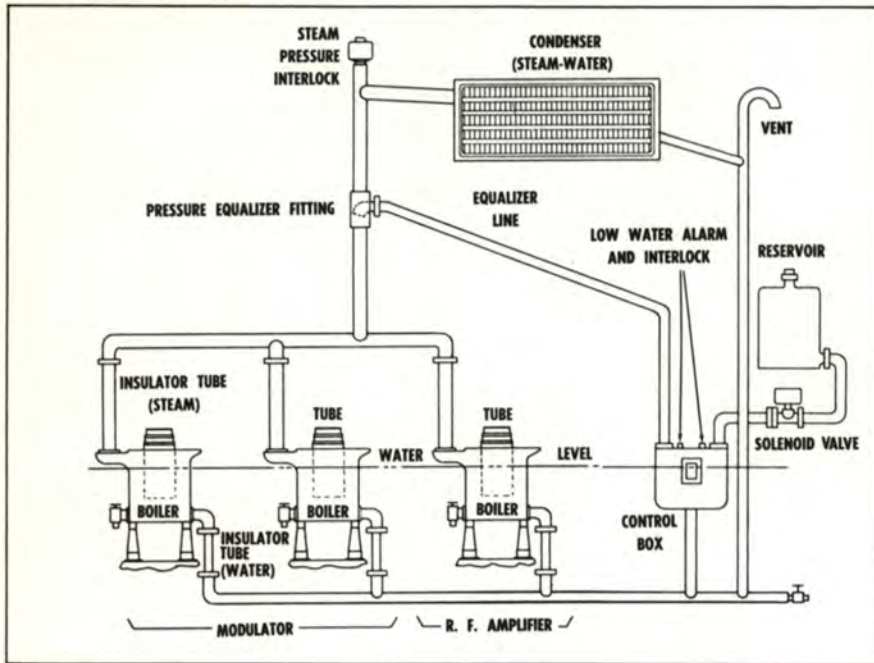 STEAM
PRESSURE
INTERLOCK
CONDENSER
(STEAM-WATER)
VENT
PRESSURE EQUALIZER FITTING
EQUALIZER
LINE
LOW WATER ALARM
AND INTERLOCK
RESERVOIR
INSULATOR TUBE
(STEAM)
TUBE
TUBE
WATER
LEVEL
SOLENOID VALVE
BOILER
BOILER
BOILER
CONTROL
BOX
INSULATOR
TUBE
(WATER)
MODULATOR
R. F. AMPLIFIER